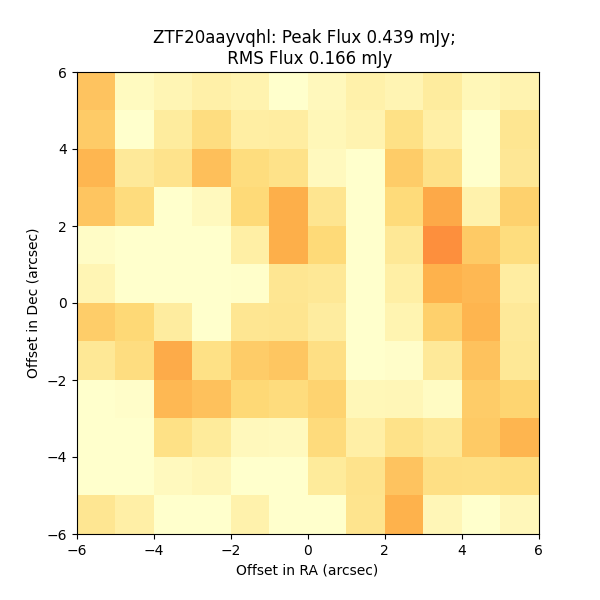 ZTF20aayvqhl: Peak Flux 0.439 mJy;
RMS Flux 0.166 mJy
6
4
2
0
−2
−4
−6
Offset in Dec (arcsec)
−6 −4 −2 0 2 4 6
Offset in RA (arcsec)